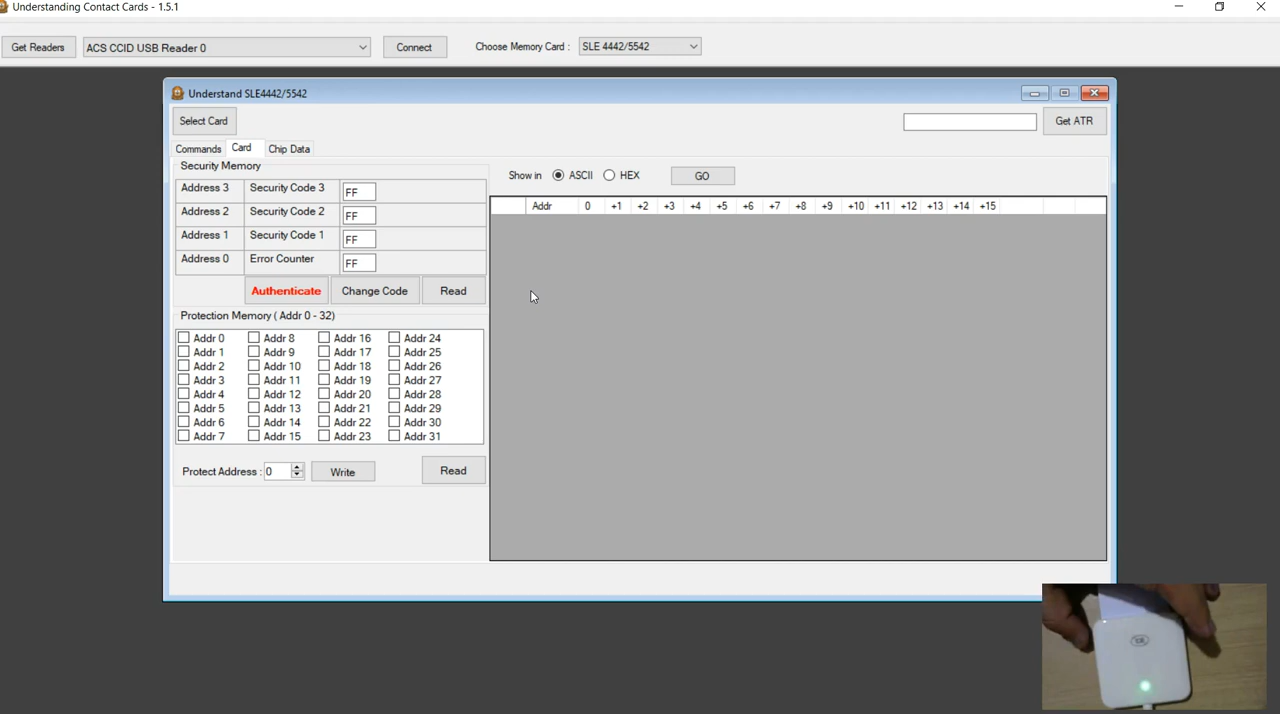 Understanding Contact Cards - 1.5.1
Get Readers ACS CCID USB Reader 0 Connect Choose Memory Card : SLE 4442/5542
Understand SLE4442/5542
Select Card Get ATR
Commands Card Chip Data
Security Memory
Show in ASCII HEX GO
Address 3 Security Code 3 FF
Addr 0 +1 +2 +3 +4 +5 +6 +7 +8 +9 +10 +11 +12 +13 +14 +15
Address 2 Security Code 2 FF
Address 1 Security Code 1 FF
Address 0 Error Counter FF
Authenticate Change Code Read
Protection Memory ( Addr 0 - 32)
Addr 0 Addr 8 Addr 16 Addr 24
Addr 1 Addr 9 Addr 17 Addr 25
Addr 2 Addr 10 Addr 18 Addr 26
Addr 3 Addr 11 Addr 19 Addr 27
Addr 4 Addr 12 Addr 20 Addr 28
Addr 5 Addr 13 Addr 21 Addr 29
Addr 6 Addr 14 Addr 22 Addr 30
Addr 7 Addr 15 Addr 23 Addr 31
Protect Address : 0 Write Read